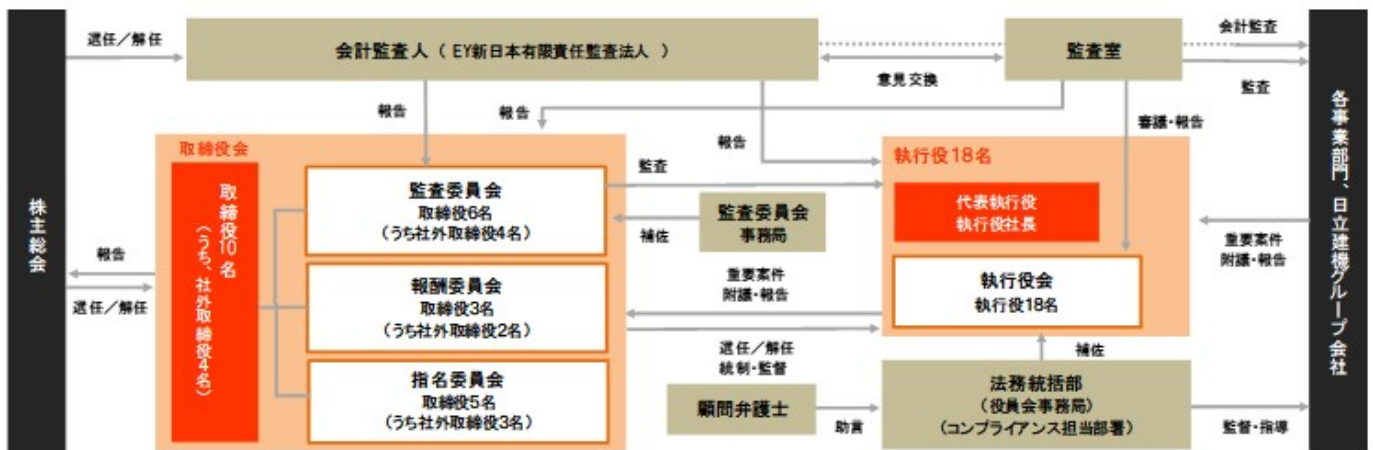 株主総会
選任／解任
会計監査人（ EY新日本有限責任監査法人 ）
意見交換
監査室
会計監査
監査
報告
報告
報告
審議・報告
取締役会
取締役10名
（うち、社外取締役4名）
監査委員会
取締役6名
（うち社外取締役4名）
報酬委員会
取締役3名
（うち社外取締役2名）
指名委員会
取締役5名
（うち社外取締役3名）
報告
選任／解任
監査
監査委員会
事務局
補佐
重要案件
附議・報告
選任／解任
統制・監督
執行役18名
代表執行役
執行役社長
執行役会
執行役18名
補佐
顧問弁護士
助言
法務統括部
（役員会事務局）
（コンプライアンス担当部署）
監督・指導
重要案件
附議・報告
各事業部門、日立建機グループ会社